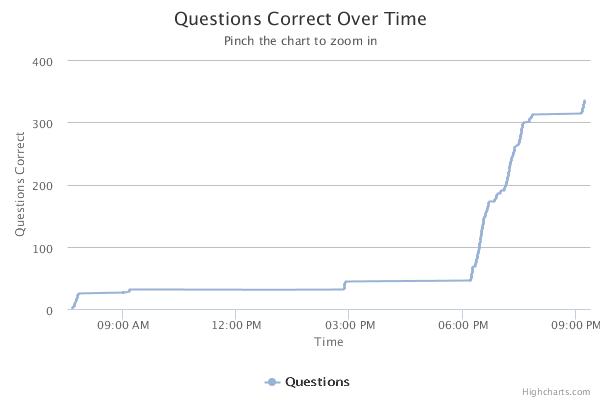 Questions Correct Over Time
Pinch the chart to zoom in
Questions Correct
400
300
200
100
0
09:00 AM
12:00 PM
03:00 PM
06:00 PM
09:00 PM
Time
Questions
Highcharts.com